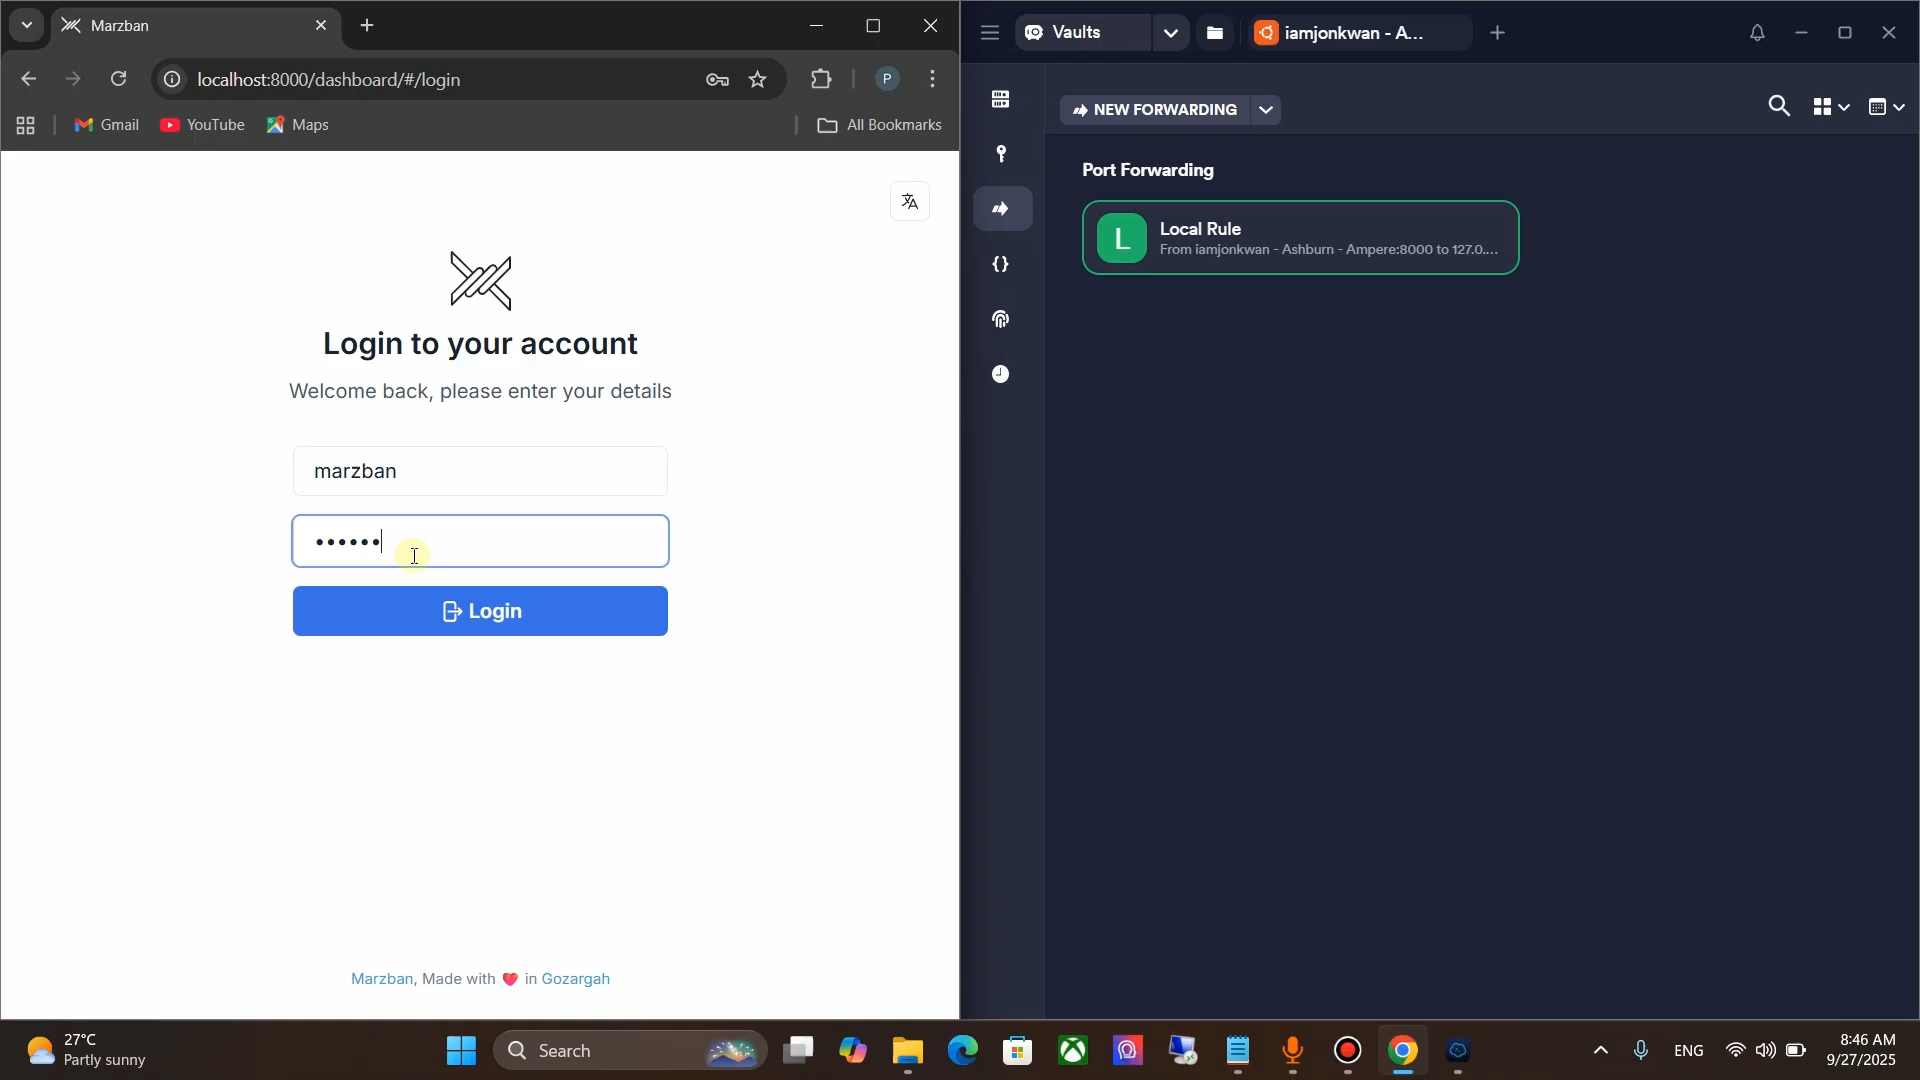 Marzban
localhost:8000/dashboard/#/login
P
Gmail
YouTube
Maps
All Bookmarks
Login to your account
Welcome back, please enter your details
marzban
••••••
Login
Marzban, Made with ❤️ in Gozargah
Vaults
iamjonkwan - A...
NEW FORWARDING
Port Forwarding
L
Local Rule
From iamjonkwan - Ashburn - Ampere:8000 to 127.0....
27°C
Partly sunny
Search
ENG
8:46 AM
9/27/2025